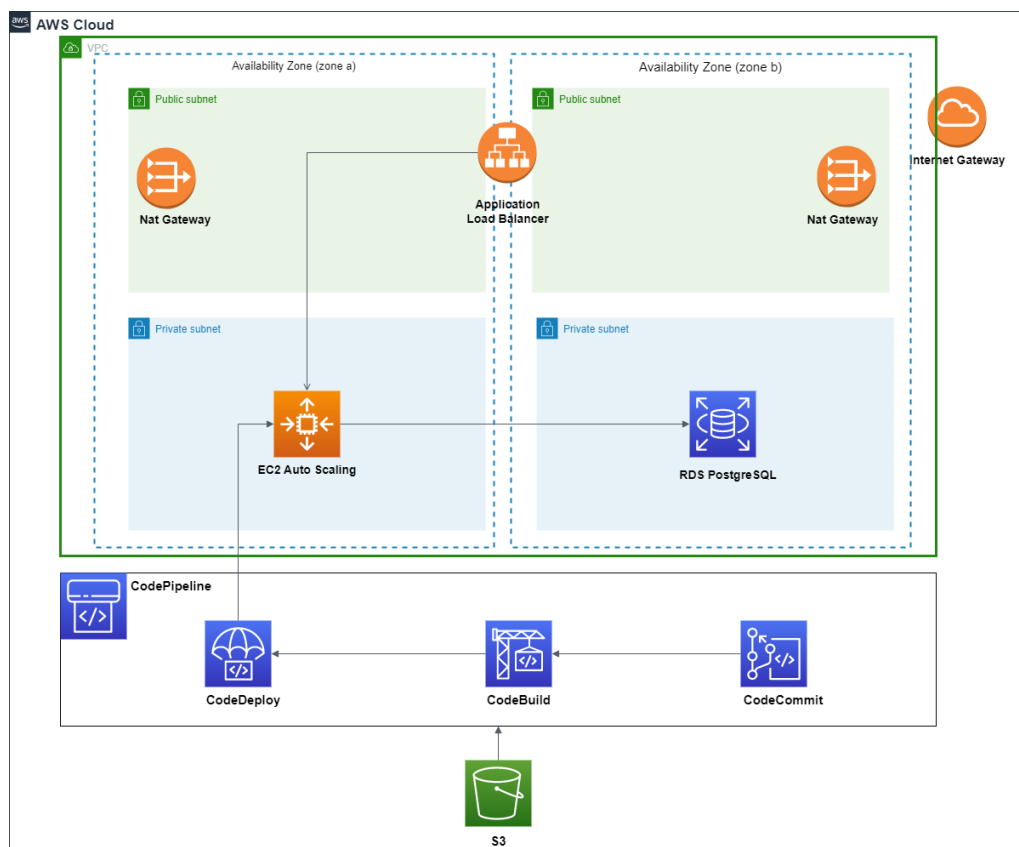 aws
AWS Cloud
VPC
Availability Zone (zone a)
Availability Zone (zone b)
Public subnet
Public subnet
Nat Gateway
Application
Load Balancer
Nat Gateway
Internet Gateway
Private subnet
Private subnet
EC2 Auto Scaling
RDS PostgreSQL
CodePipeline
CodeDeploy
CodeBuild
CodeCommit
S3